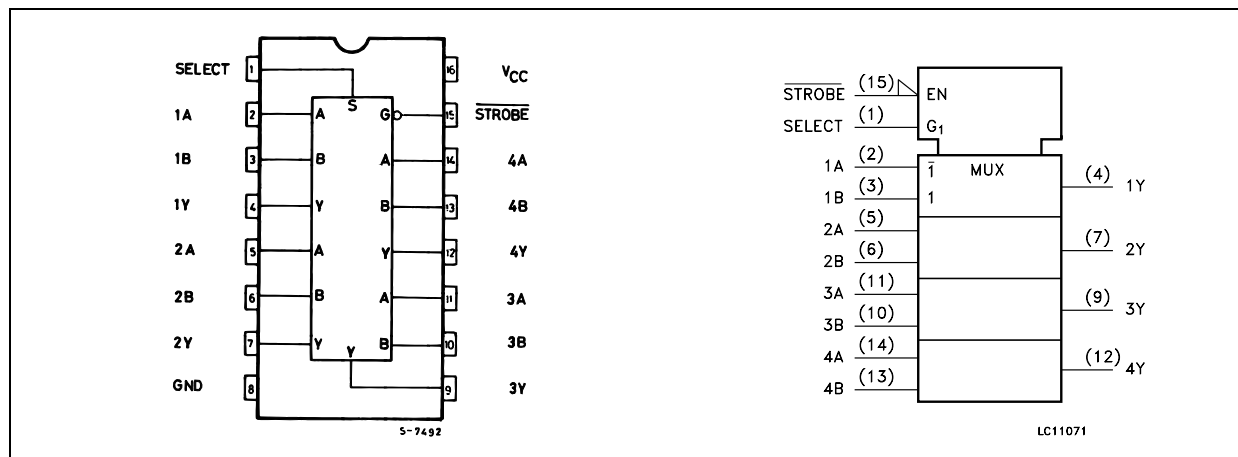 SELECT 1 16 VCC
S
1A 2 A G 15 STROBE
1B 3 B A 14 4A
1Y 4 Y B 13 4B
2A 5 A Y 12 4Y
2B 6 B A 11 3A
2Y 7 Y Y B 10 3B
GND 8 9 3Y
S-7492
STROBE (15) EN
SELECT (1) G1
MUX
1A (2) 1̅
1B (3) 1
(4) 1Y
2A (5)
2B (6)
(7) 2Y
3A (11)
3B (10)
(9) 3Y
4A (14)
4B (13)
(12) 4Y
LC11071